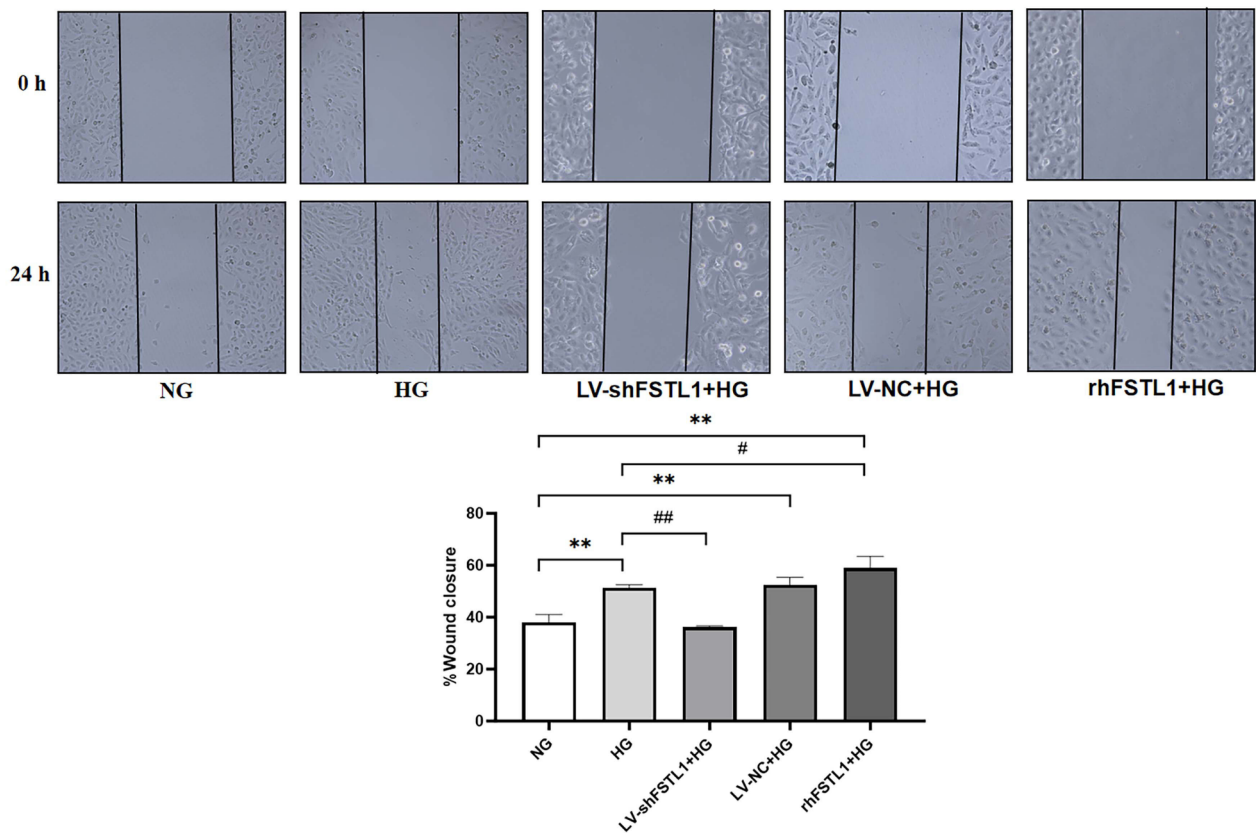 0 h
24 h
NG HG LV-shFSTL1+HG LV-NC+HG rhFSTL1+HG
**
#
**
##
**
80
60
40
20
0
%Wound closure
NG
HG
LV-shFSTL1+HG
LV-NC+HG
rhFSTL1+HG